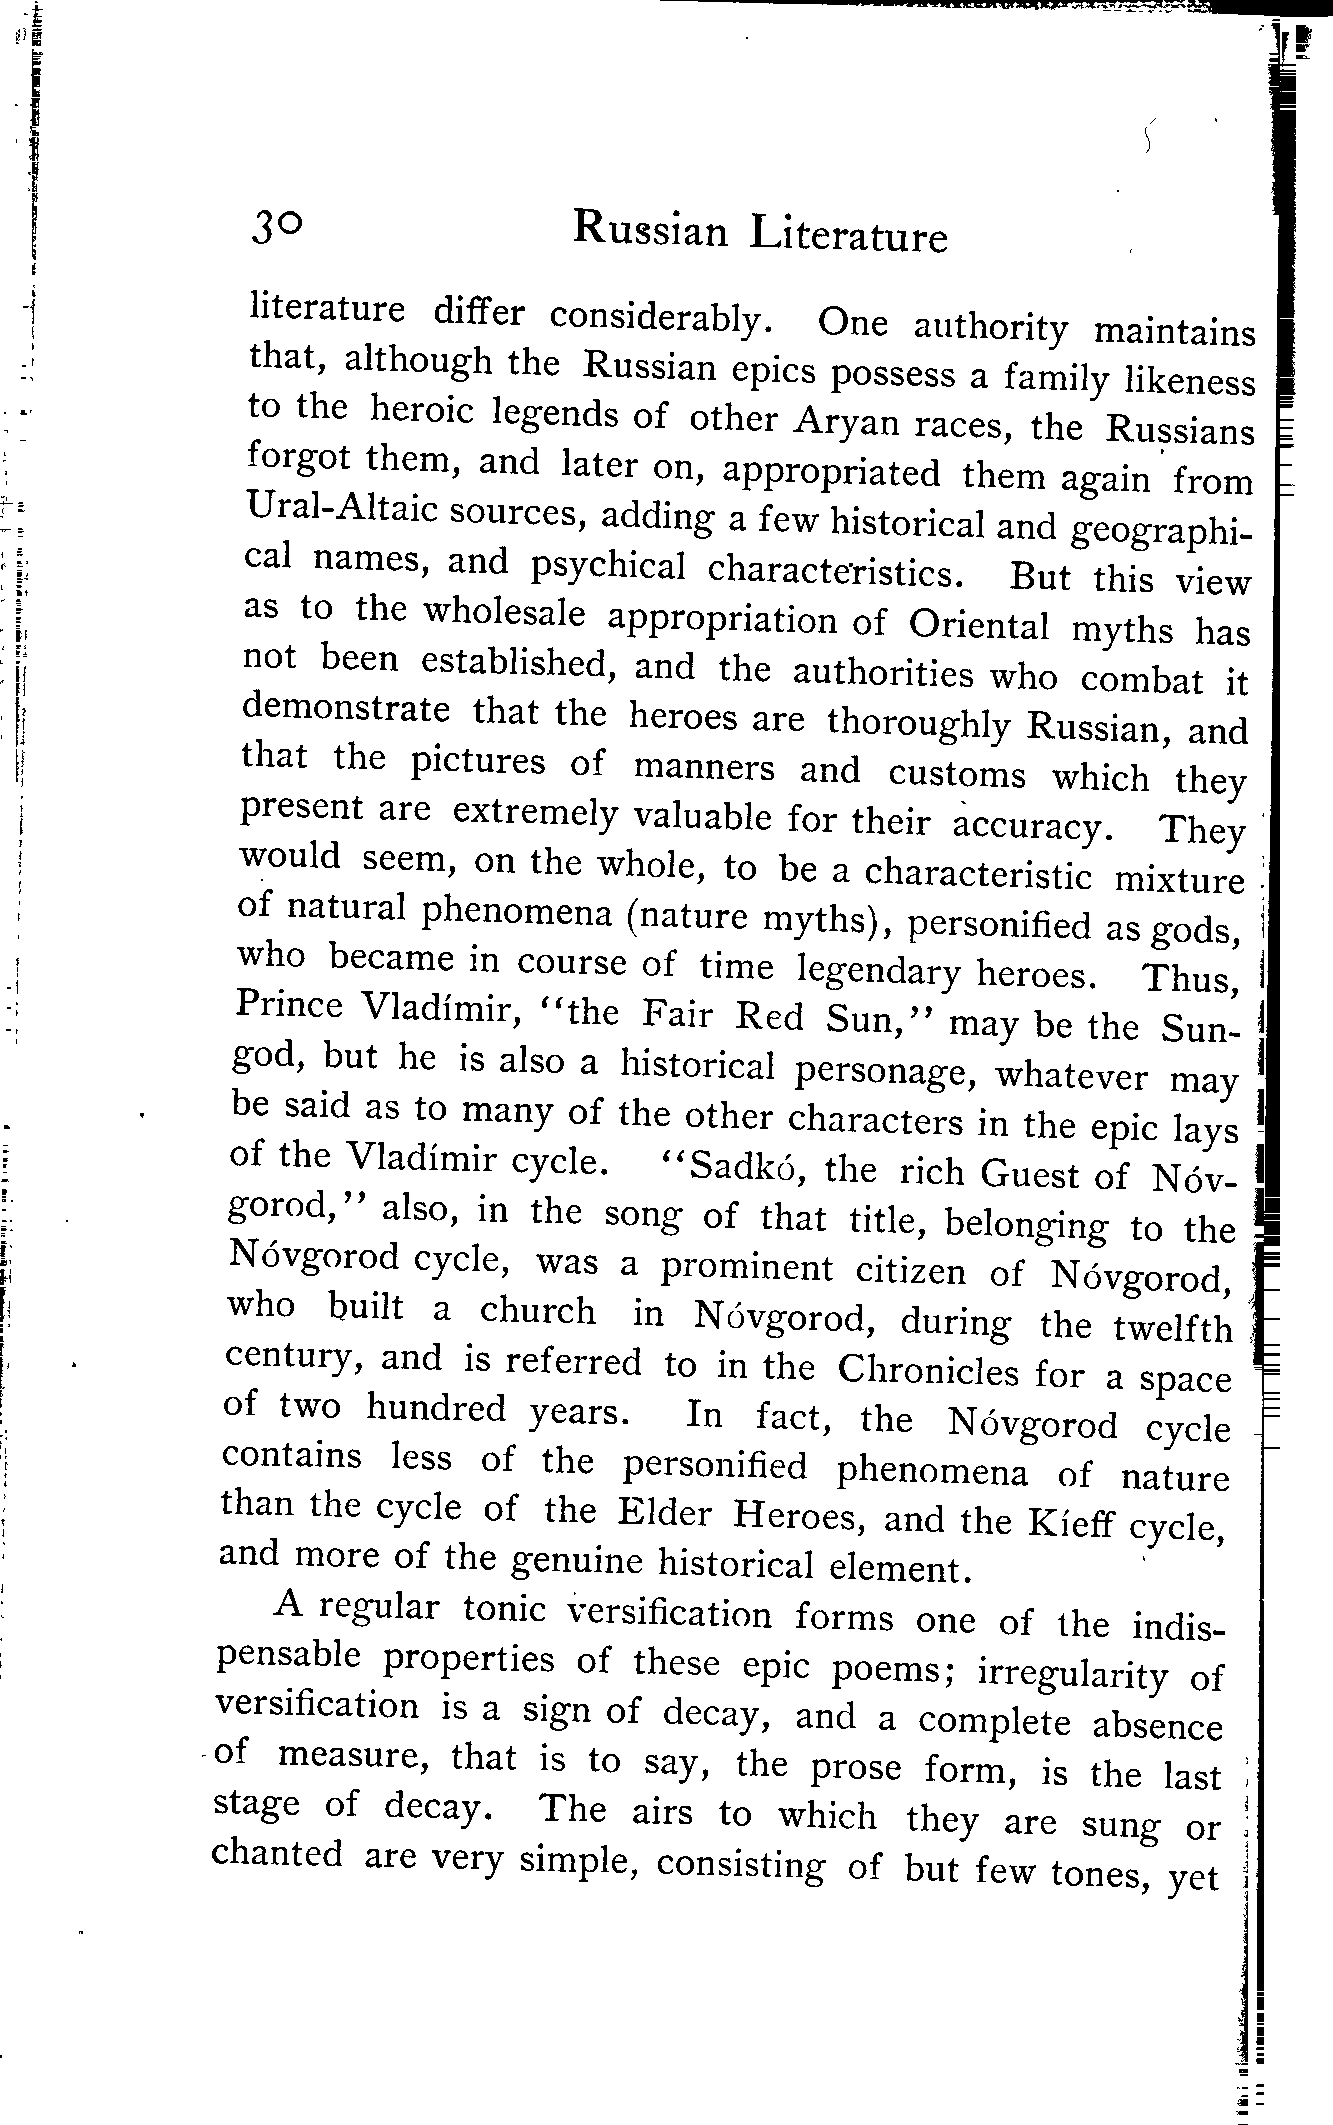 30 Russian Literature
literature differ considerably. One authority maintains
that, although the Russian epics possess a family likeness
to the heroic legends of other Aryan races, the Russians
forgot them, and later on, appropriated them again from
Ural-Altaic sources, adding a few historical and geographi-
cal names, and psychical characteristics. But this view
as to the wholesale appropriation of Oriental myths has
not been established, and the authorities who combat it
demonstrate that the heroes are thoroughly Russian, and
that the pictures of manners and customs which they
present are extremely valuable for their accuracy. They
would seem, on the whole, to be a characteristic mixture
of natural phenomena (nature myths), personified as gods,
who became in course of time legendary heroes. Thus,
Prince Vladímir, "the Fair Red Sun," may be the Sun-
god, but he is also a historical personage, whatever may
be said as to many of the other characters in the epic lays
of the Vladímir cycle. "Sadkó, the rich Guest of Nóv-
gorod," also, in the song of that title, belonging to the
Nóvgorod cycle, was a prominent citizen of Nóvgorod,
who built a church in Nóvgorod, during the twelfth
century, and is referred to in the Chronicles for a space
of two hundred years. In fact, the Nóvgorod cycle
contains less of the personified phenomena of nature
than the cycle of the Elder Heroes, and the Kíeff cycle,
and more of the genuine historical element.
A regular tonic versification forms one of the indis-
pensable properties of these epic poems; irregularity of
versification is a sign of decay, and a complete absence
of measure, that is to say, the prose form, is the last
stage of decay. The airs to which they are sung or
chanted are very simple, consisting of but few tones, yet